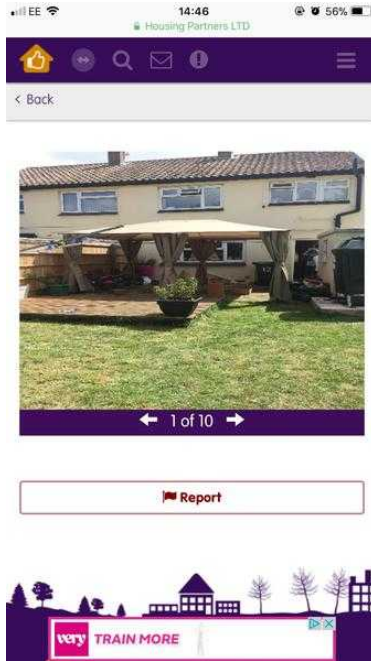 EE 14:46 56%
Housing Partners LTD
< Back
1 of 10
Report
very TRAIN MORE